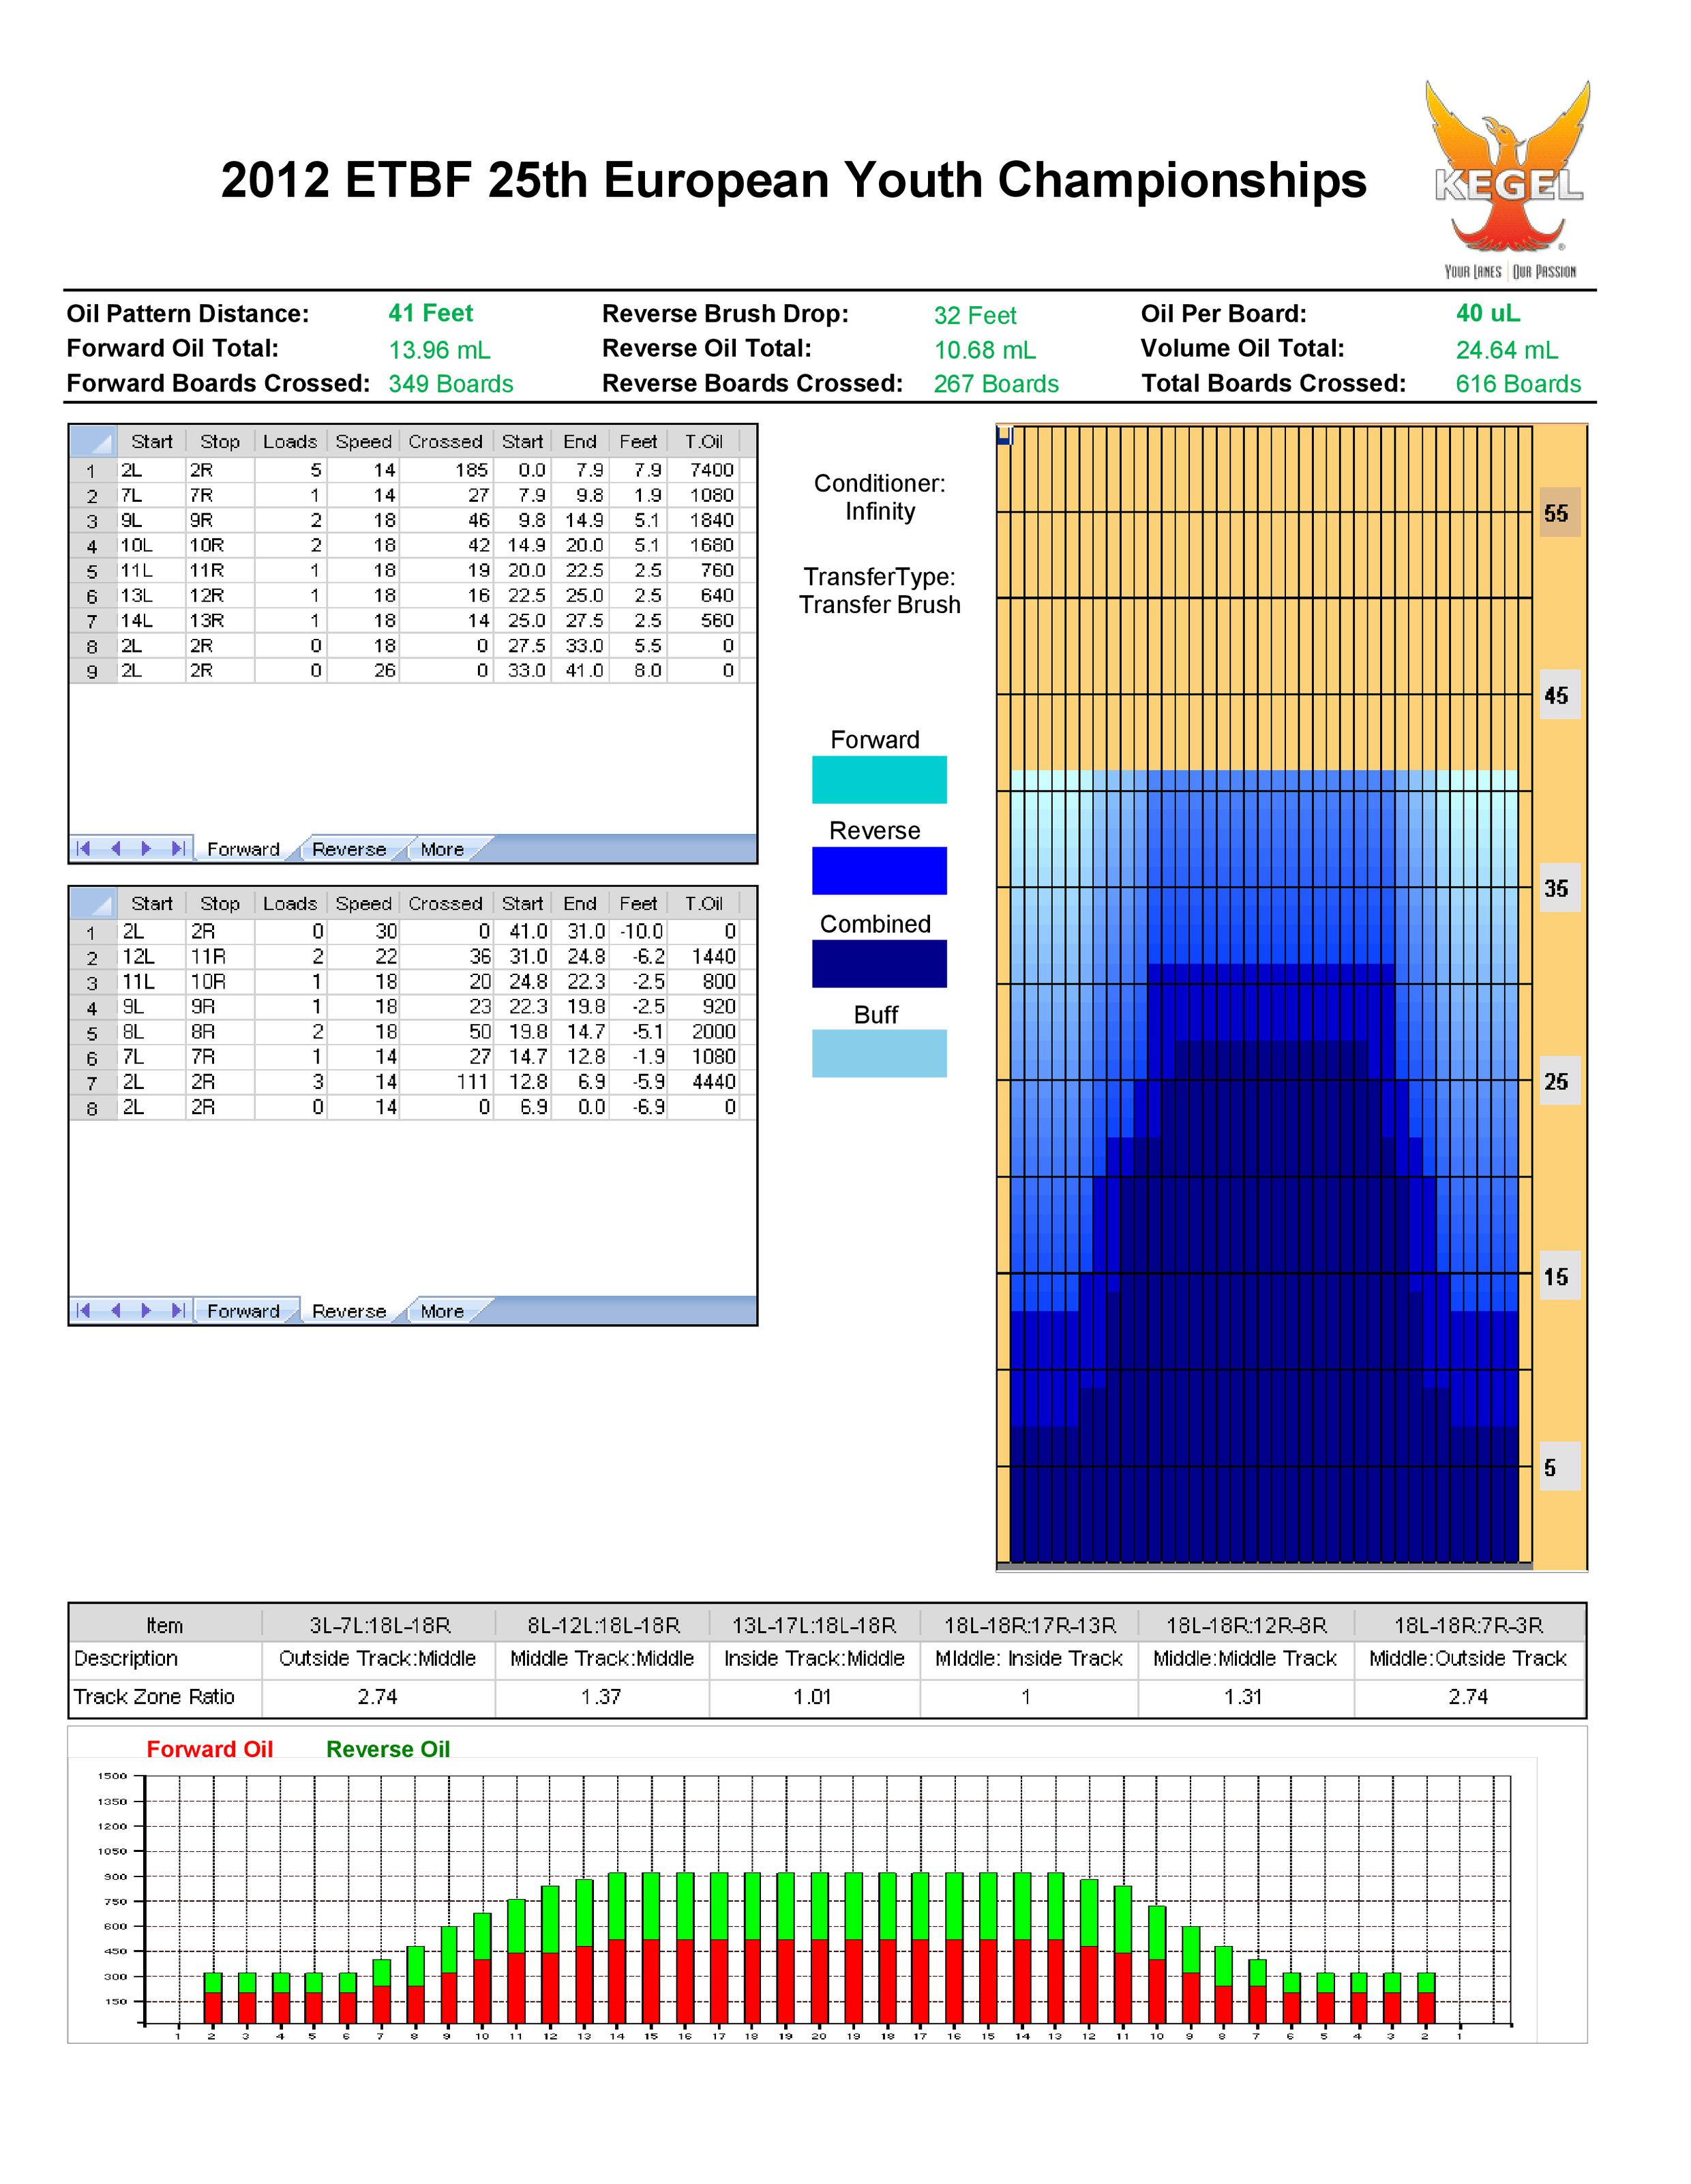 2012 ETBF 25th European Youth Championships
KEGEL
®
YOUR LANES | OUR PASSION
Oil Pattern Distance: 41 Feet Reverse Brush Drop: 32 Feet Oil Per Board: 40 uL
Forward Oil Total: 13.96 mL Reverse Oil Total: 10.68 mL Volume Oil Total: 24.64 mL
Forward Boards Crossed: 349 Boards Reverse Boards Crossed: 267 Boards Total Boards Crossed: 616 Boards
Start Stop Loads Speed Crossed Start End Feet T.Oil
1 2L 2R 5 14 185 0.0 7.9 7.9 7400
2 7L 7R 1 14 27 7.9 9.8 1.9 1080
3 9L 9R 2 18 46 9.8 14.9 5.1 1840
4 10L 10R 2 18 42 14.9 20.0 5.1 1680
5 11L 11R 1 18 19 20.0 22.5 2.5 760
6 13L 12R 1 18 16 22.5 25.0 2.5 640
7 14L 13R 1 18 14 25.0 27.5 2.5 560
8 2L 2R 0 18 0 27.5 33.0 5.5 0
9 2L 2R 0 26 0 33.0 41.0 8.0 0
Forward Reverse More
Start Stop Loads Speed Crossed Start End Feet T.Oil
1 2L 2R 0 30 0 41.0 31.0 -10.0 0
2 12L 11R 2 22 36 31.0 24.8 -6.2 1440
3 11L 10R 1 18 20 24.8 22.3 -2.5 800
4 9L 9R 1 18 23 22.3 19.8 -2.5 920
5 8L 8R 2 18 50 19.8 14.7 -5.1 2000
6 7L 7R 1 14 27 14.7 12.8 -1.9 1080
7 2L 2R 3 14 111 12.8 6.9 -5.9 4440
8 2L 2R 0 14 0 6.9 0.0 -6.9 0
Forward Reverse More
Conditioner:
Infinity
TransferType:
Transfer Brush
Forward
Reverse
Combined
Buff
55
45
35
25
15
5
Item 3L-7L:18L-18R 8L-12L:18L-18R 13L-17L:18L-18R 18L-18R:17R-13R 18L-18R:12R-8R 18L-18R:7R-3R
Description Outside Track:Middle Middle Track:Middle Inside Track:Middle MIddle: Inside Track Middle:Middle Track Middle:Outside Track
Track Zone Ratio 2.74 1.37 1.01 1 1.31 2.74
Forward Oil Reverse Oil
1500
1350
1200
1050
900
750
600
450
300
150
1 2 3 4 5 6 7 8 9 10 11 12 13 14 15 16 17 18 19 20 19 18 17 16 15 14 13 12 11 10 9 8 7 6 5 4 3 2 1